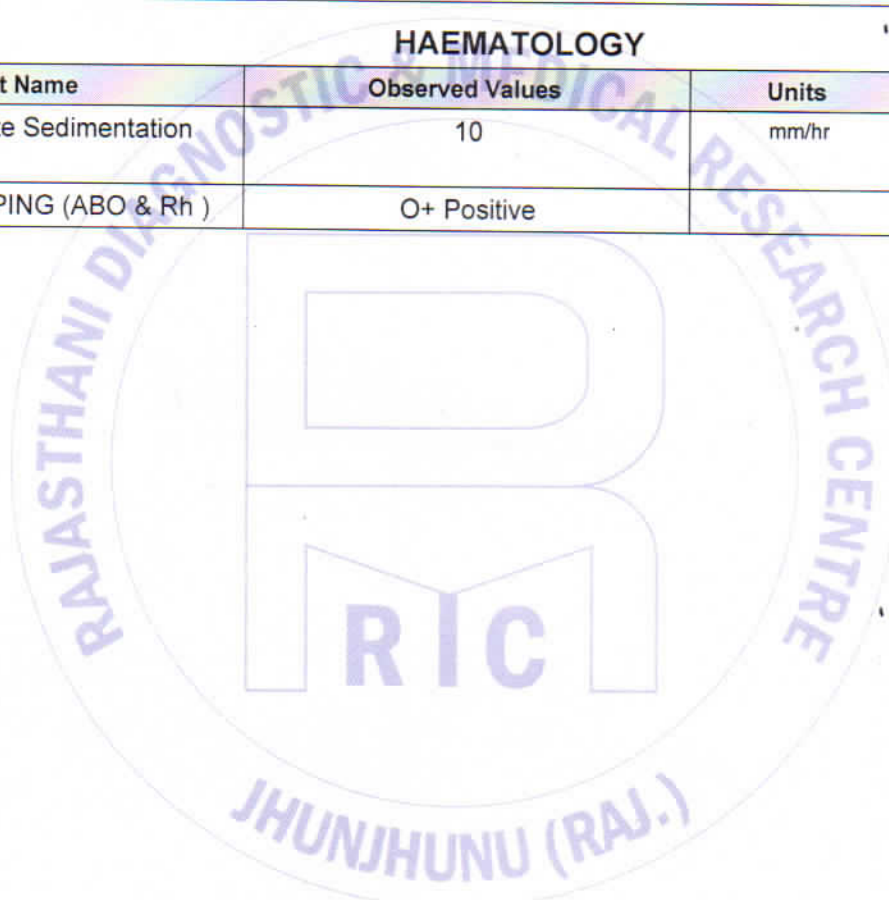 HAEMATOLOGY
t Name Observed Values Units
te Sedimentation 10 mm/hr
PING (ABO & Rh ) O+ Positive
RAJASTHANI DIAGNOSTIC & MEDICAL RESEARCH CENTRE
RIC
JHUNJHUNU (RAJ.)